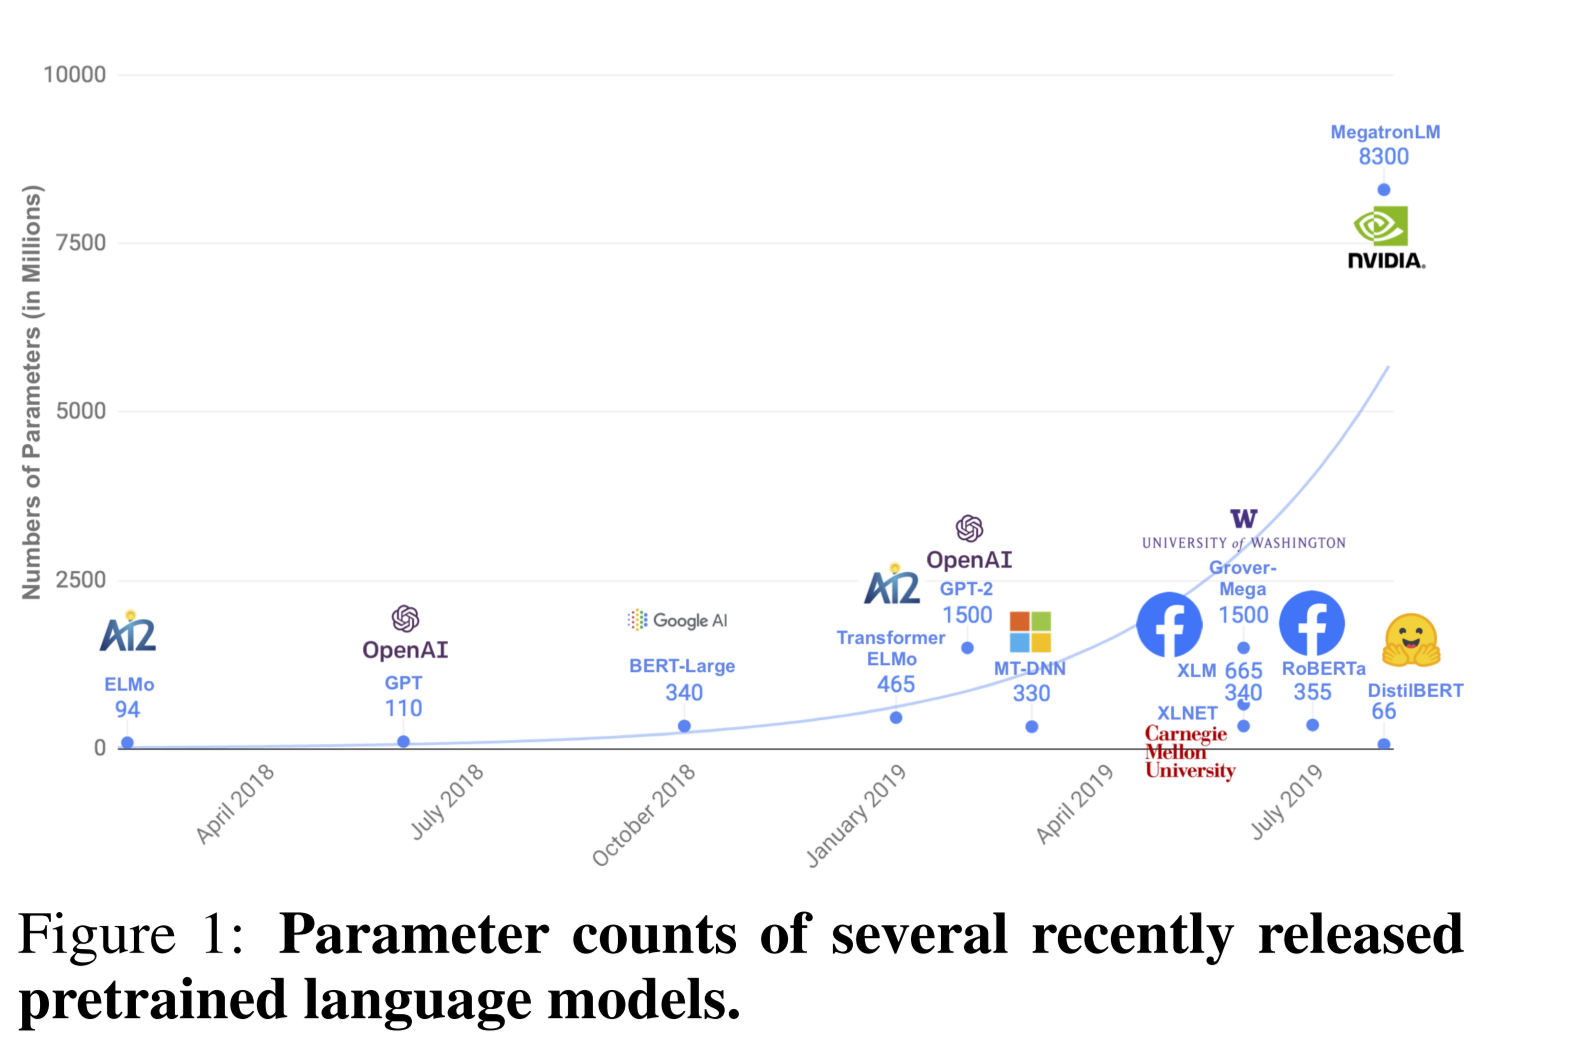 10000
7500
5000
2500
0
Numbers of Parameters (in Millions)
April 2018
July 2018
October 2018
January 2019
April 2019
July 2019
AI2
ELMo
94
OpenAI
GPT
110
Google AI
BERT-Large
340
AI2
Transformer
ELMo
465
OpenAI
GPT-2
1500
MT-DNN
330
XLM 665
340
XLNET
Carnegie
Mellon
University
W
UNIVERSITY of WASHINGTON
Grover-
Mega
1500
RoBERTa
355
MegatronLM
8300
NVIDIA.
DistilBERT
66
Figure 1: Parameter counts of several recently released
pretrained language models.